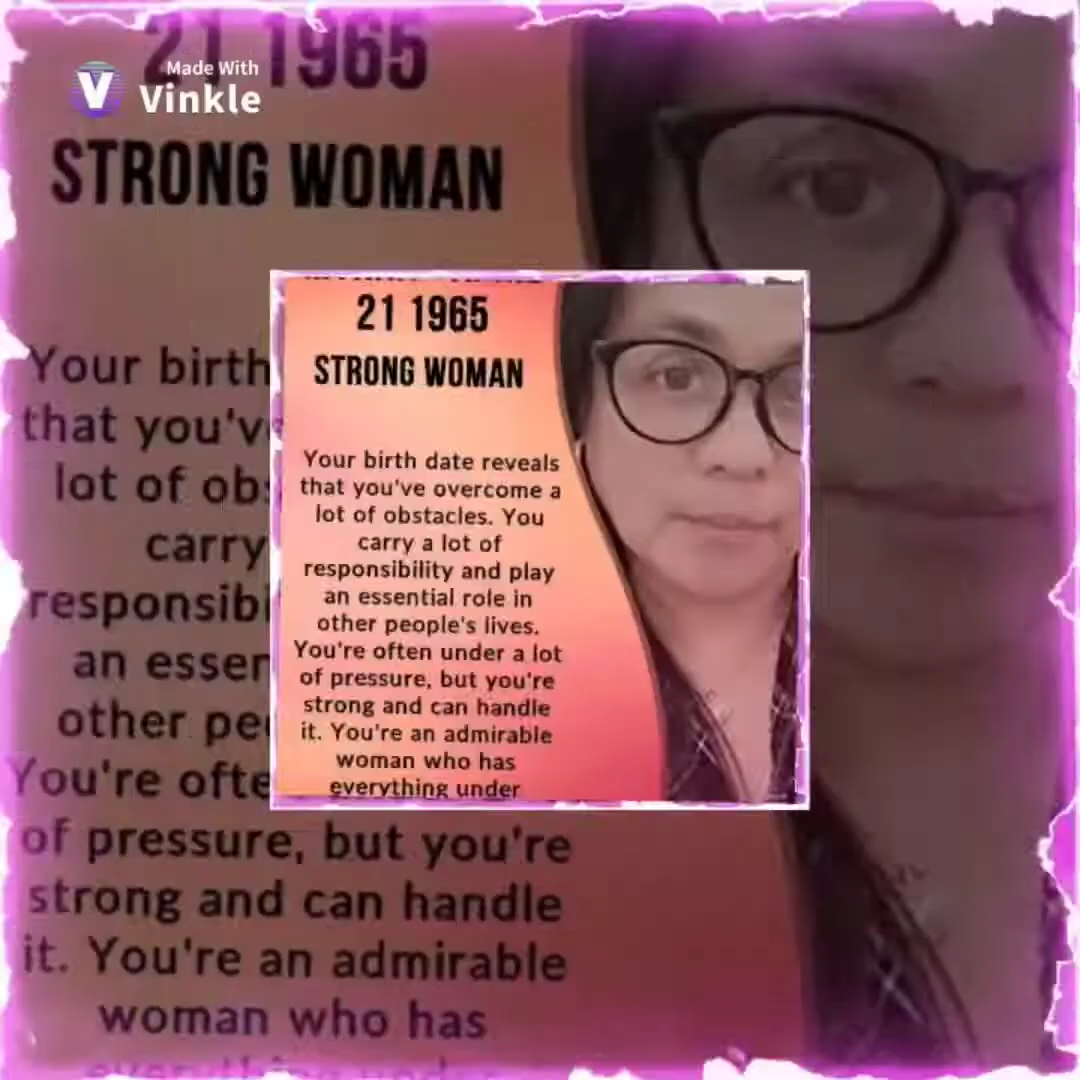 Made With
Vinkle
21 1965
STRONG WOMAN
Your birth
that you've
lot of
carry
responsibi
an essen
other
You're ofte
of pressure, but you're
strong and can handle
it. You're an admirable
woman who has
21 1965
STRONG WOMAN
Your birth date reveals
that you've overcome a
lot of obstacles. You
carry a lot of
responsibility and play
an essential role in
other people's lives.
You're often under a lot
of pressure, but you're
strong and can handle
it. You're an admirable
woman who has
everything under